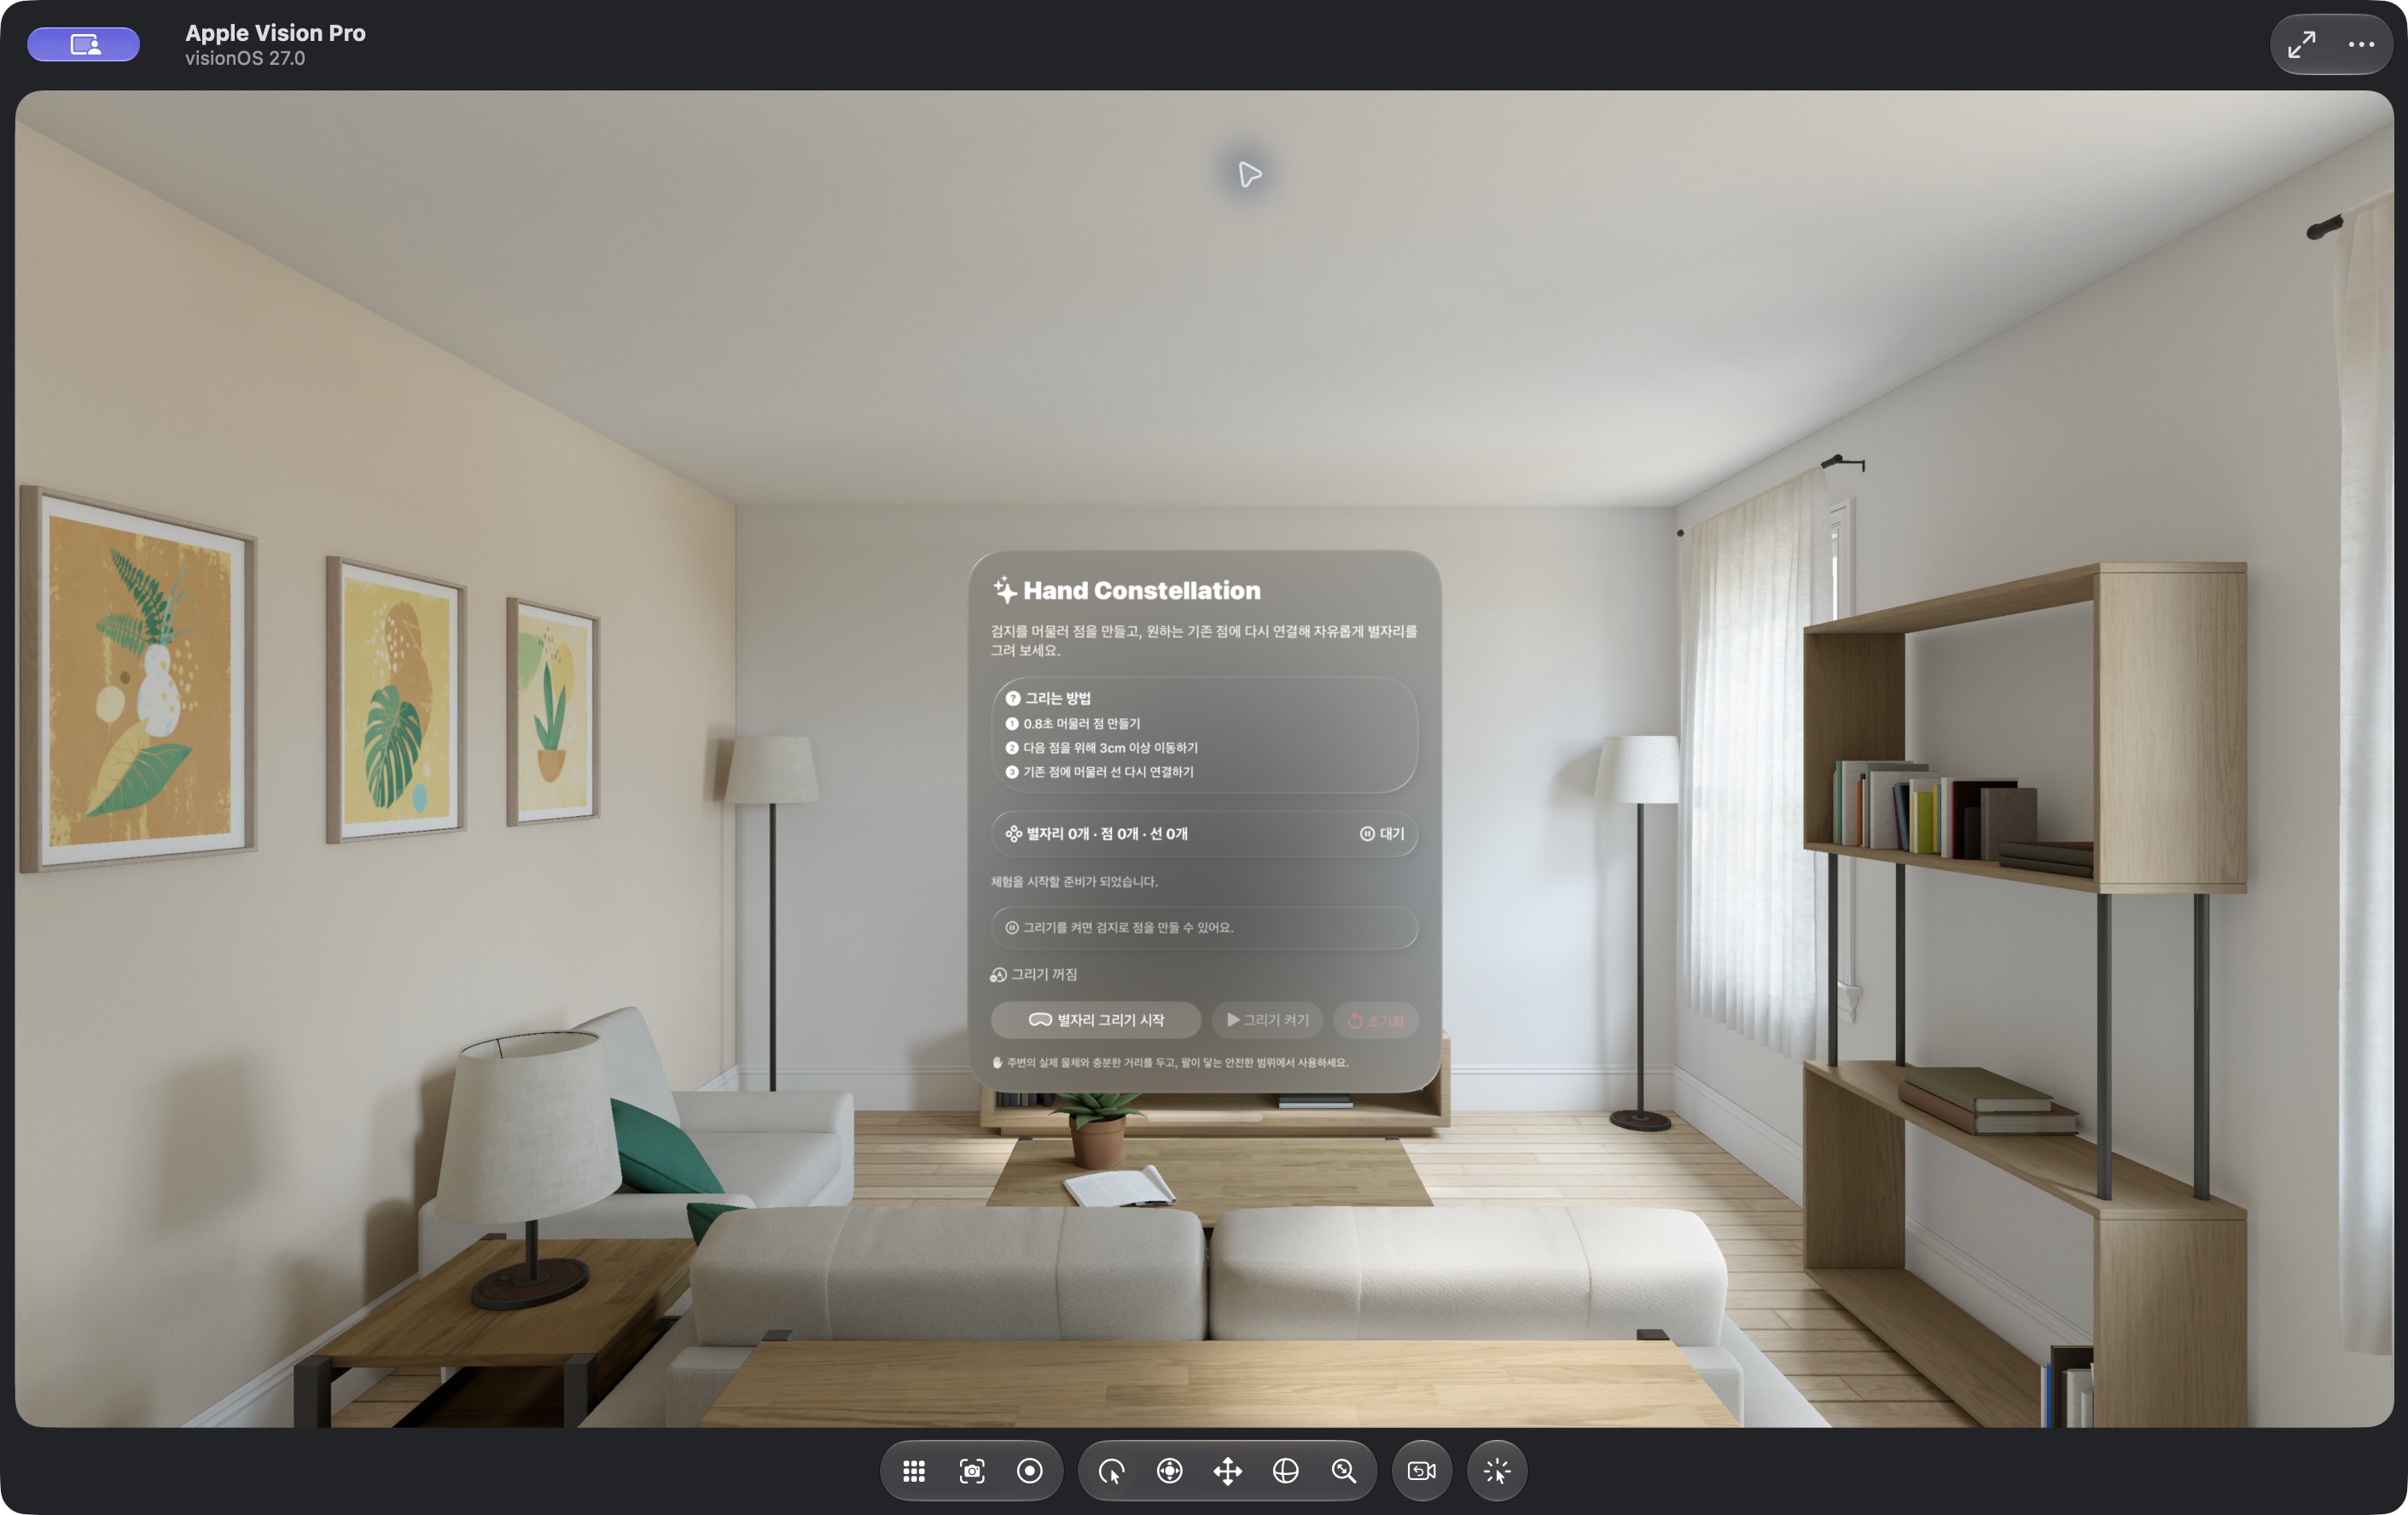 Apple Vision Pro
visionOS 27.0
Hand Constellation
검지를 머물러 점을 만들고, 원하는 기존 점에 다시 연결해 자유롭게 별자리를
그려 보세요.
? 그리는 방법
1 0.8초 머물러 점 만들기
2 다음 점을 위해 3cm 이상 이동하기
3 기존 점에 머물러 선 다시 연결하기
별자리 0개 · 점 0개 · 선 0개
대기
체험을 시작할 준비가 되었습니다.
그리기를 켜면 검지로 점을 만들 수 있어요.
그리기 꺼짐
별자리 그리기 시작
그리기 켜기
초기화
주변의 실제 물체와 충분한 거리를 두고, 팔이 닿는 안전한 범위에서 사용하세요.